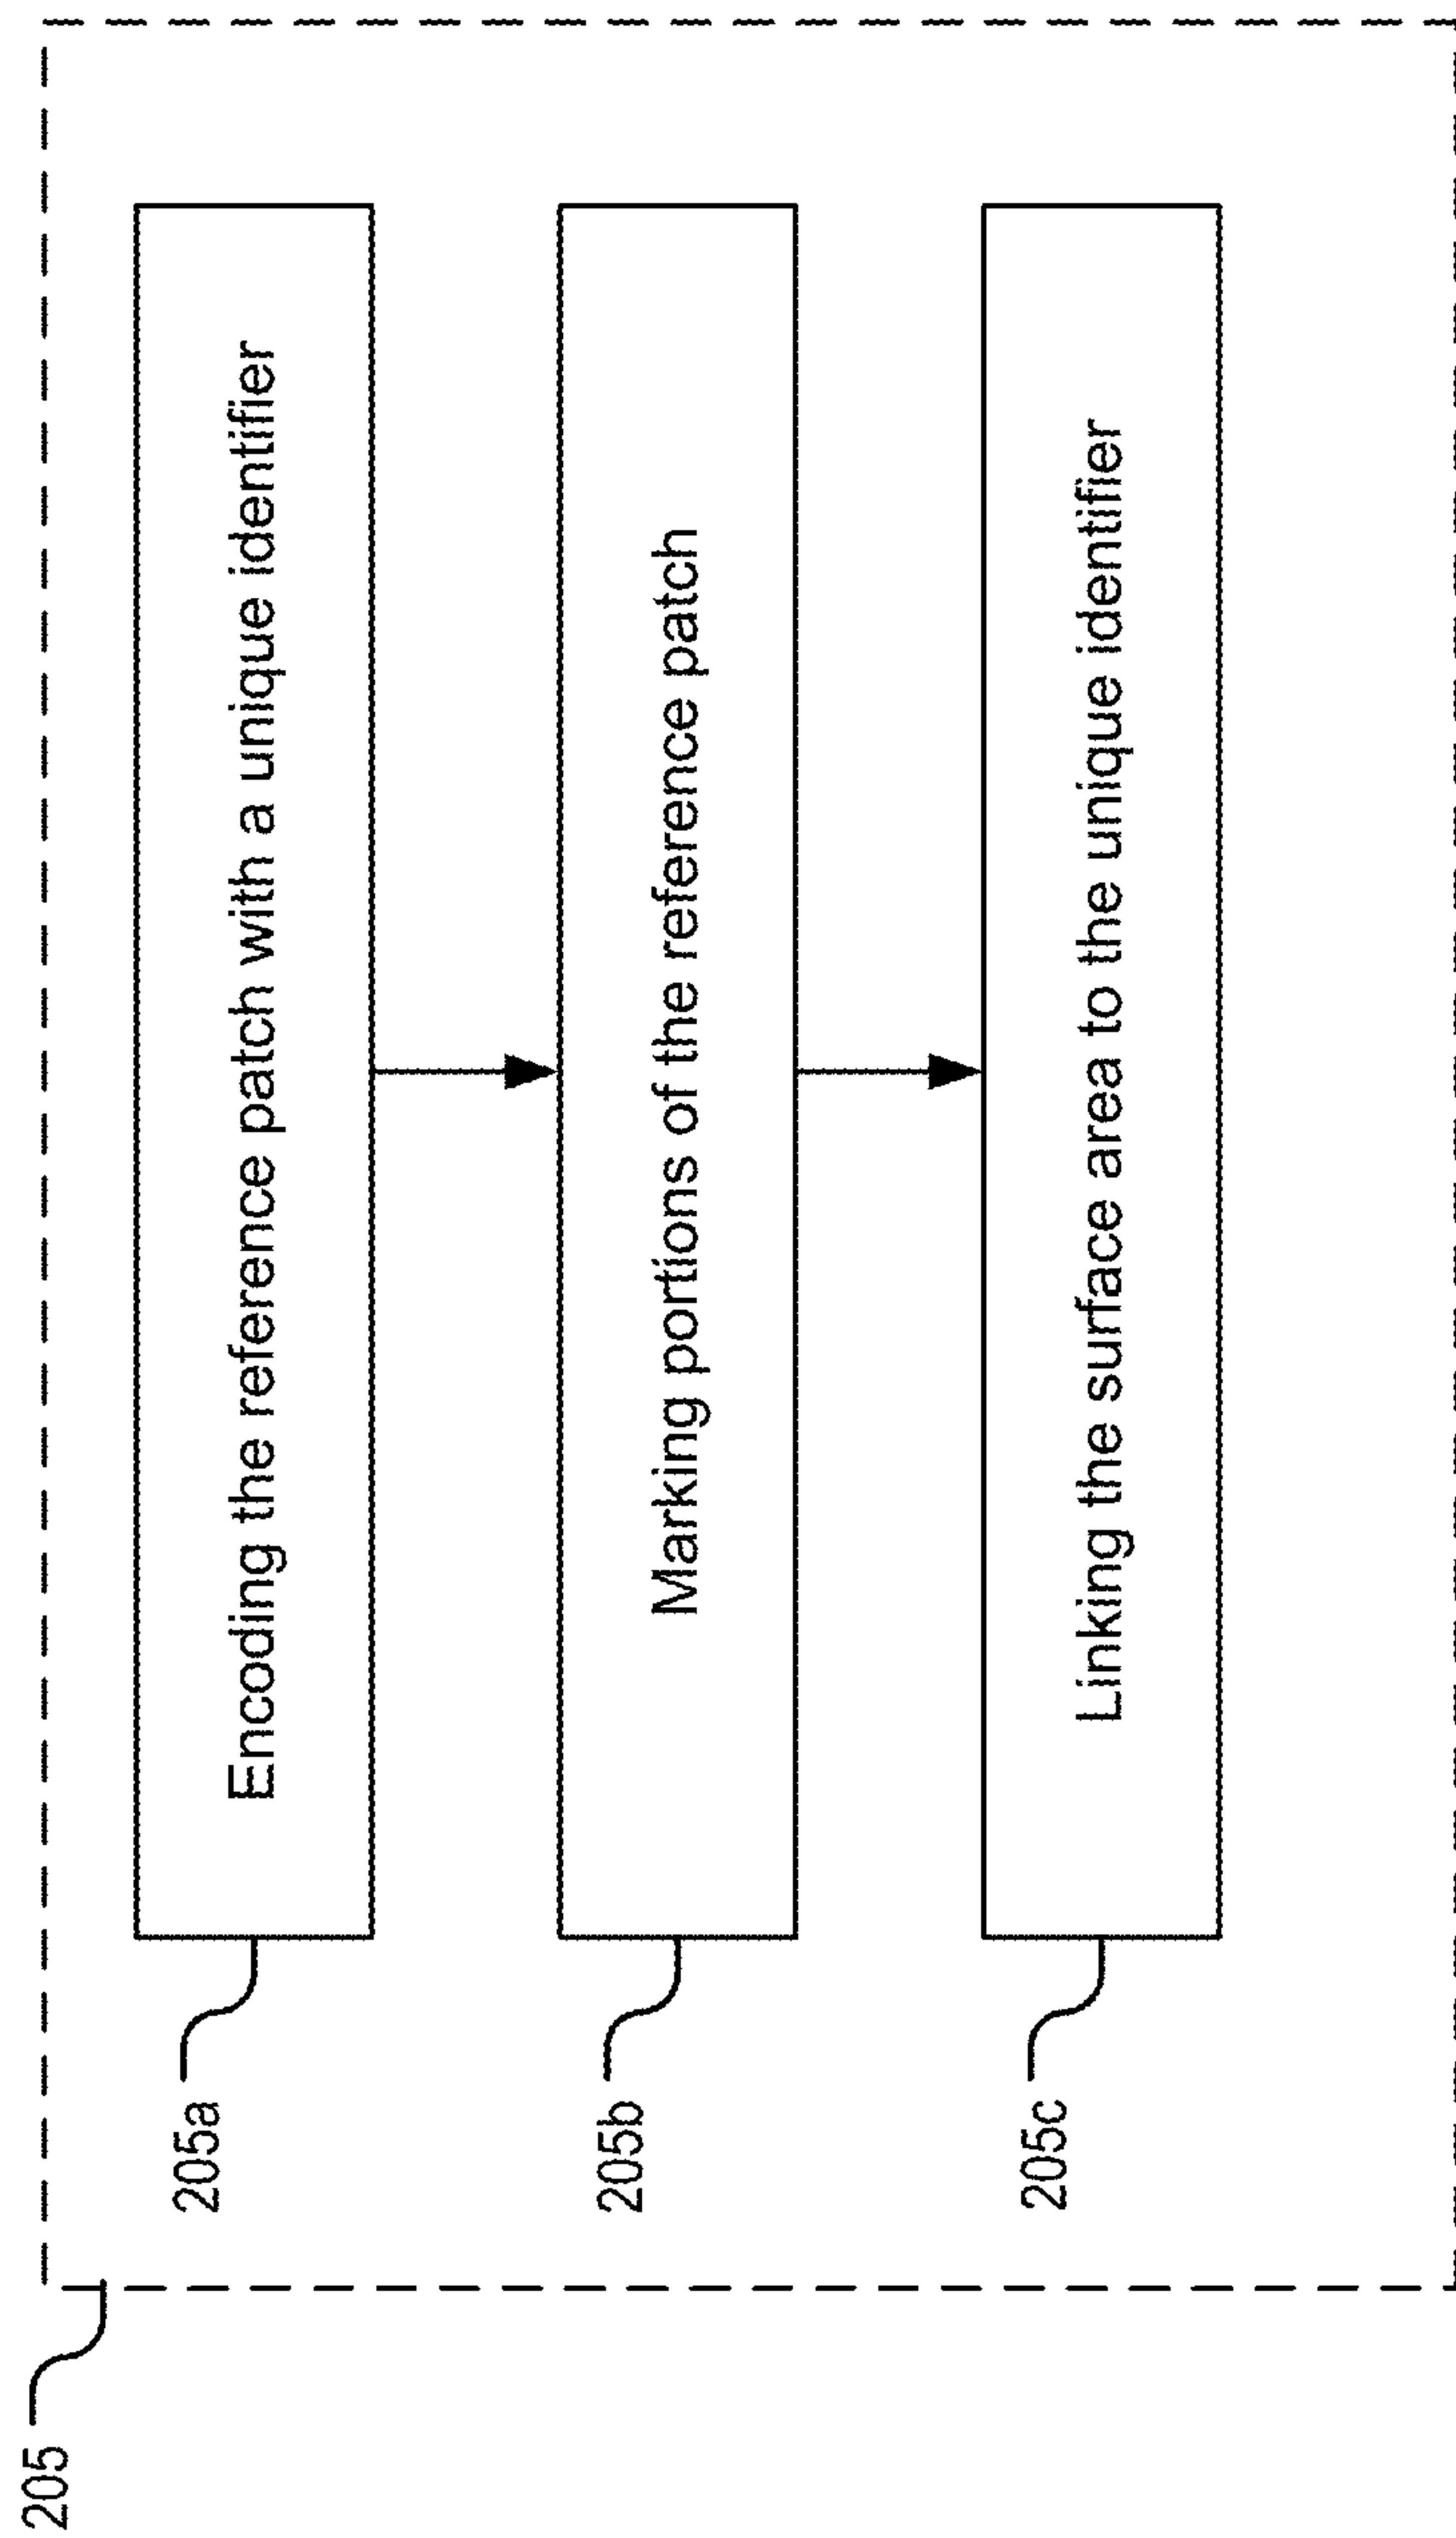 205
205a
Encoding the reference patch with a unique identifier
205b
Marking portions of the reference patch
205c
Linking the surface area to the unique identifier